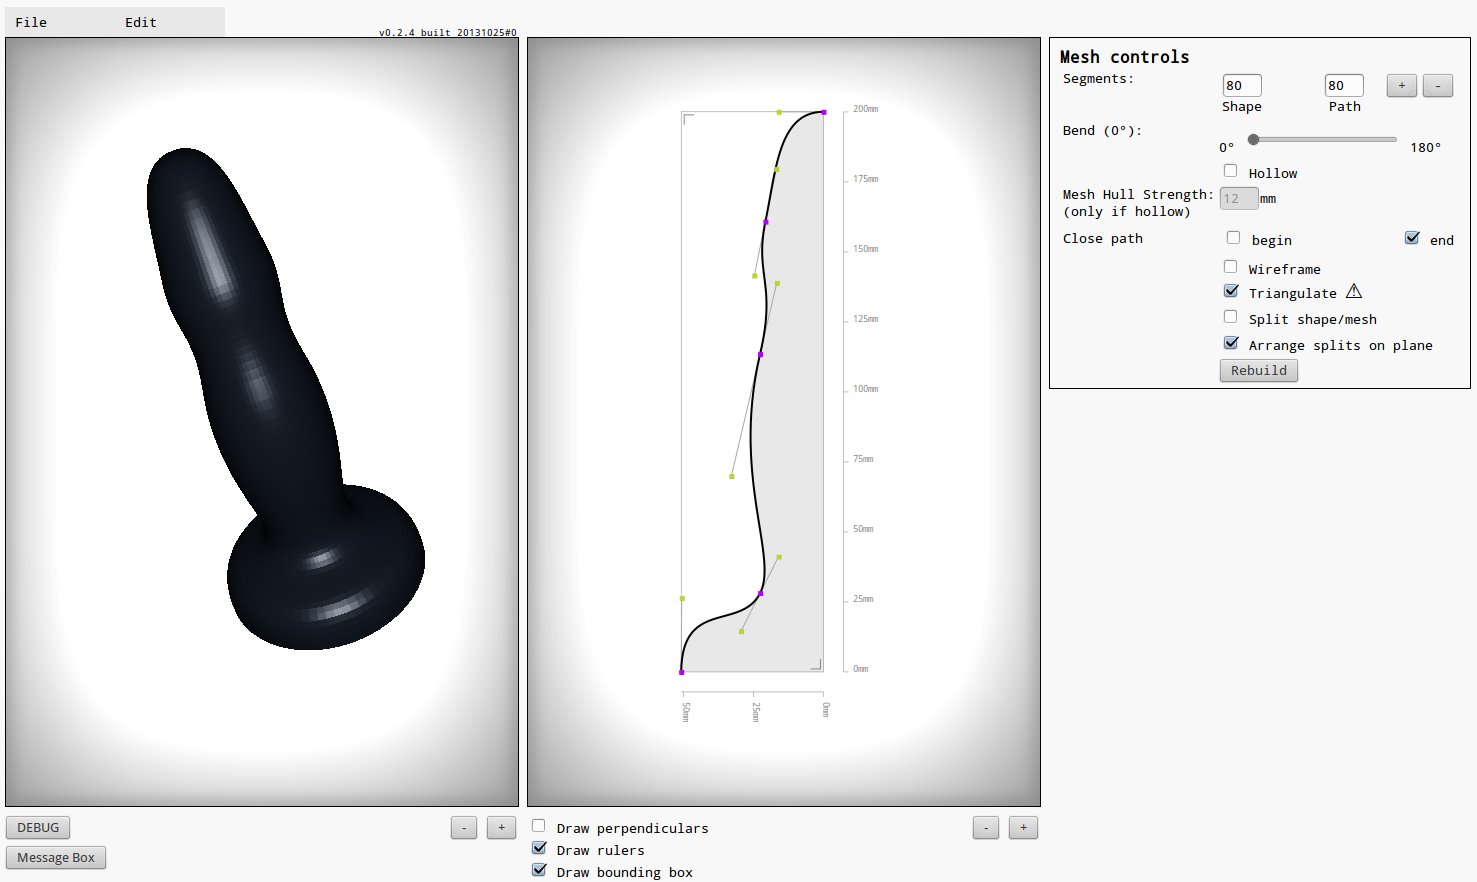 File Edit
v0.2.4 built 20131025#0
200mm
175mm
150mm
125mm
100mm
75mm
50mm
25mm
0mm
50mm 25mm 0mm
Mesh controls
Segments: 80 80 + -
Shape Path
Bend (0°):
0° 180°
Hollow
Mesh Hull Strength: 12 mm
(only if hollow)
Close path begin end
Wireframe
Triangulate ⚠
Split shape/mesh
Arrange splits on plane
Rebuild
DEBUG - +
Message Box
Draw perpendiculars - +
Draw rulers
Draw bounding box